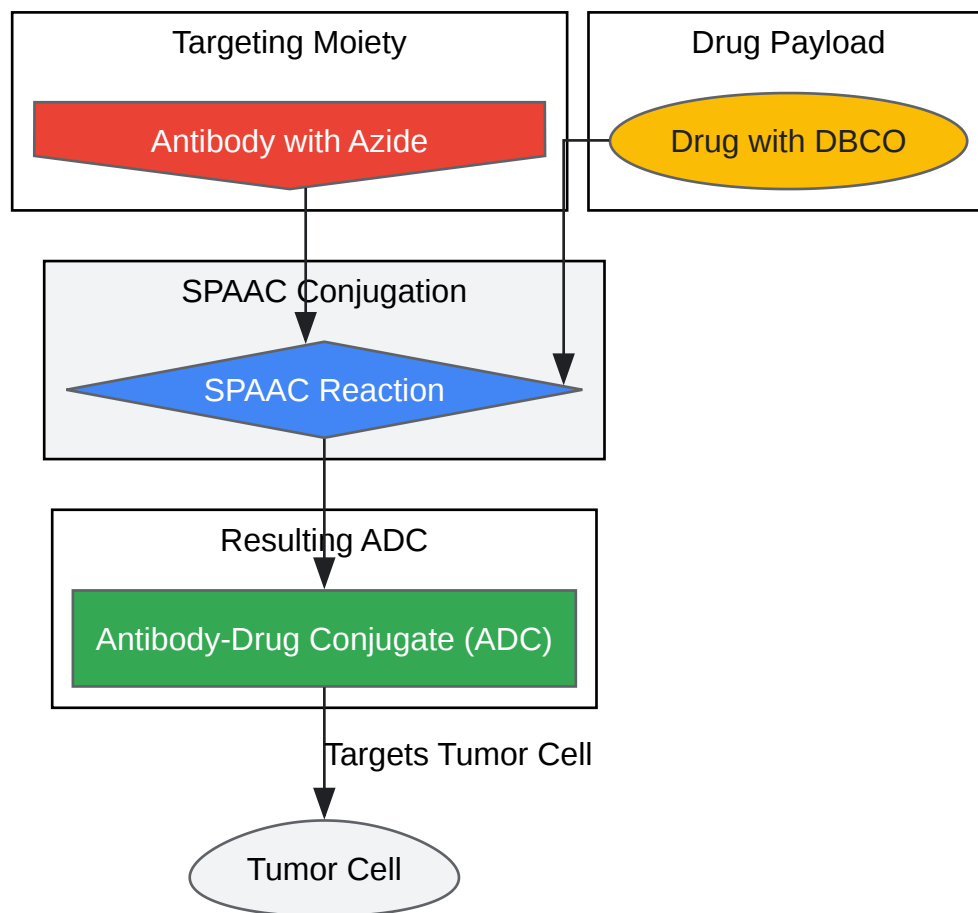 Targeting Moiety
Drug Payload
Antibody with Azide
Drug with DBCO
SPAAC Conjugation
SPAAC Reaction
Resulting ADC
Antibody-Drug Conjugate (ADC)
Targets Tumor Cell
Tumor Cell